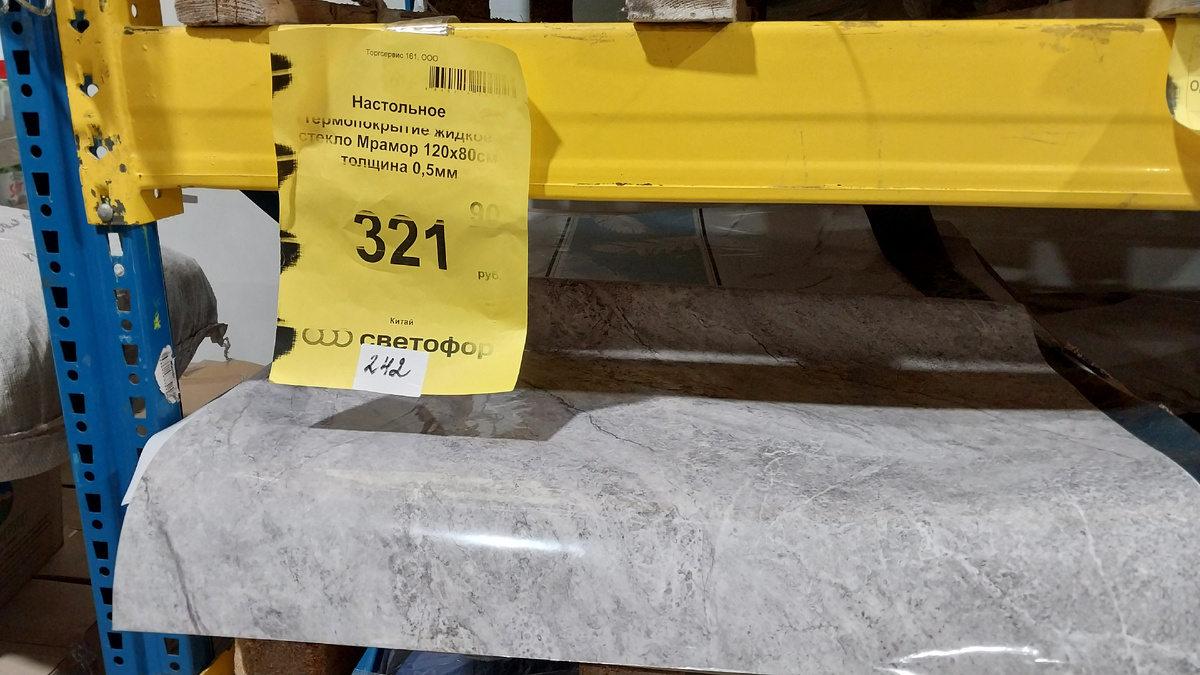 Торгсервис 161, ООО
Настольное
термопокрытие жидкое
стекло Мрамор 120х80см
толщина 0,5мм
90
321
руб.
Китай
светофор
242